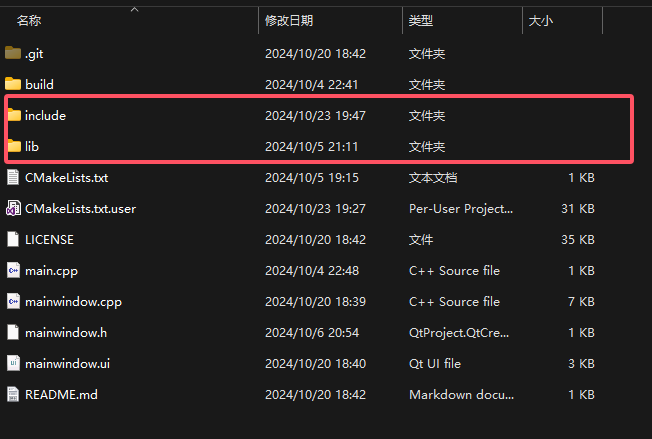 名称 修改日期 类型 大小
.git 2024/10/20 18:42 文件夹
build 2024/10/4 22:41 文件夹
include 2024/10/23 19:47 文件夹
lib 2024/10/5 21:11 文件夹
CMakeLists.txt 2024/10/5 19:15 文本文档 1 KB
CMakeLists.txt.user 2024/10/23 19:27 Per-User Project... 31 KB
LICENSE 2024/10/20 18:42 文件 35 KB
main.cpp 2024/10/4 22:48 C++ Source file 1 KB
mainwindow.cpp 2024/10/20 18:39 C++ Source file 7 KB
mainwindow.h 2024/10/6 20:54 QtProject.QtCre... 1 KB
mainwindow.ui 2024/10/20 18:40 Qt UI file 3 KB
README.md 2024/10/20 18:42 Markdown docu... 1 KB